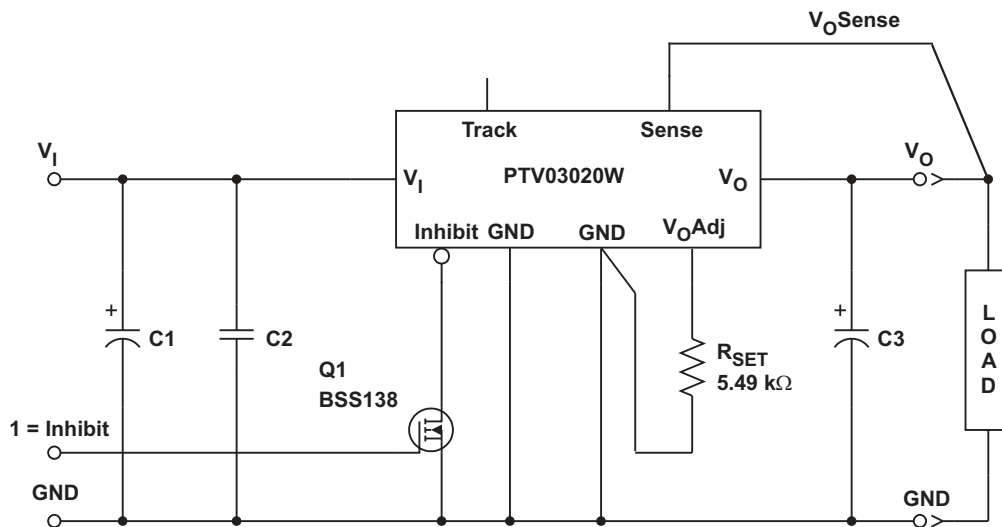 VOSense
Track
Sense
VI
VO
VI
PTV03020W
VO
Inhibit
GND
GND
VOAdj
+
C1
C2
+
C3
L
O
A
D
RSET
5.49 kΩ
Q1
BSS138
1 = Inhibit
GND
GND